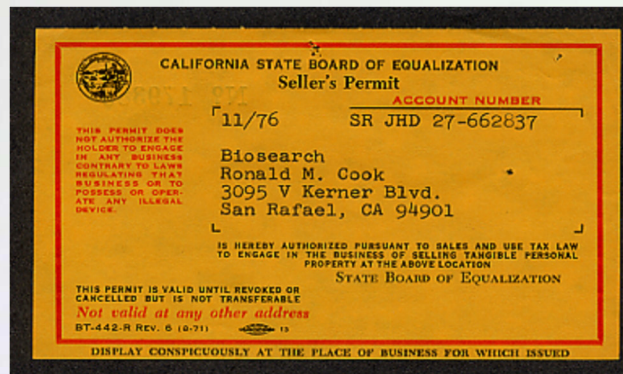 CALIFORNIA STATE BOARD OF EQUALIZATION
Seller's Permit
ACCOUNT NUMBER
11/76 SR JHD 27-662837
THIS PERMIT DOES
NOT AUTHORIZE THE
HOLDER TO ENGAGE
IN ANY BUSINESS
CONTRARY TO LAWS
REGULATING THAT
BUSINESS OR TO
POSSESS OR OPER-
ATE ANY ILLEGAL
DEVICE.
Biosearch
Ronald M. Cook
3095 V Kerner Blvd.
San Rafael, CA 94901
IS HEREBY AUTHORIZED PURSUANT TO SALES AND USE TAX LAW
TO ENGAGE IN THE BUSINESS OF SELLING TANGIBLE PERSONAL
PROPERTY AT THE ABOVE LOCATION
STATE BOARD OF EQUALIZATION
THIS PERMIT IS VALID UNTIL REVOKED OR
CANCELLED BUT IS NOT TRANSFERABLE
Not valid at any other address
BT-442-R REV. 6 (8-71) 13
DISPLAY CONSPICUOUSLY AT THE PLACE OF BUSINESS FOR WHICH ISSUED